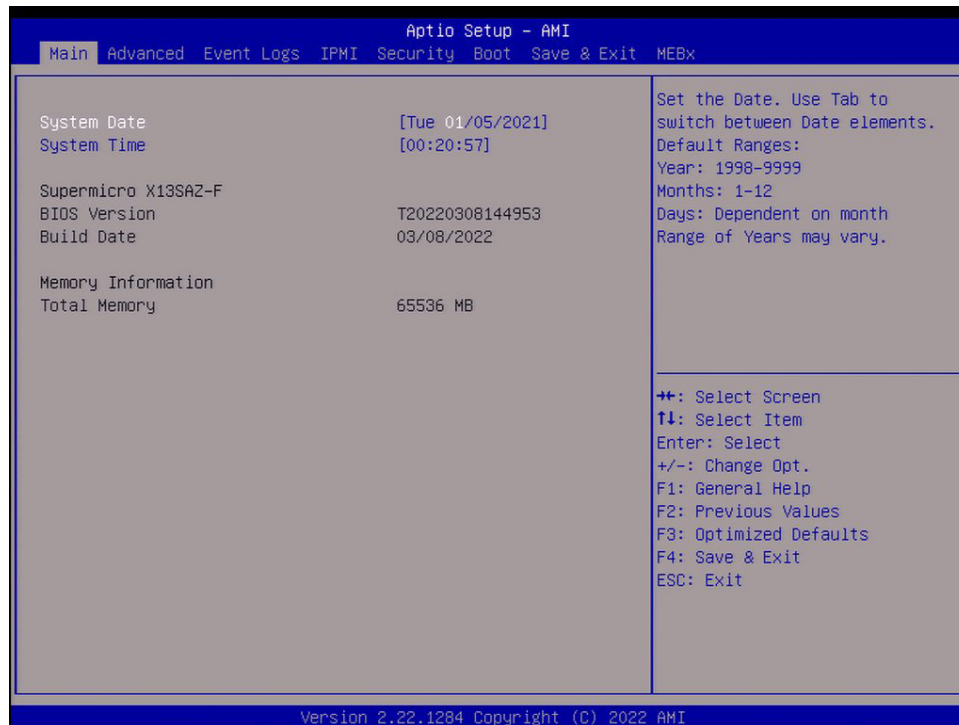 Aptio Setup – AMI
Main Advanced Event Logs IPMI Security Boot Save & Exit MEBx
System Date [Tue 01/05/2021]
System Time [00:20:57]
Supermicro X13SAZ-F
BIOS Version T20220308144953
Build Date 03/08/2022
Memory Information
Total Memory 65536 MB
Set the Date. Use Tab to
switch between Date elements.
Default Ranges:
Year: 1998-9999
Months: 1-12
Days: Dependent on month
Range of Years may vary.
→←: Select Screen
↑↓: Select Item
Enter: Select
+/-: Change Opt.
F1: General Help
F2: Previous Values
F3: Optimized Defaults
F4: Save & Exit
ESC: Exit
Version 2.22.1284 Copyright (C) 2022 AMI